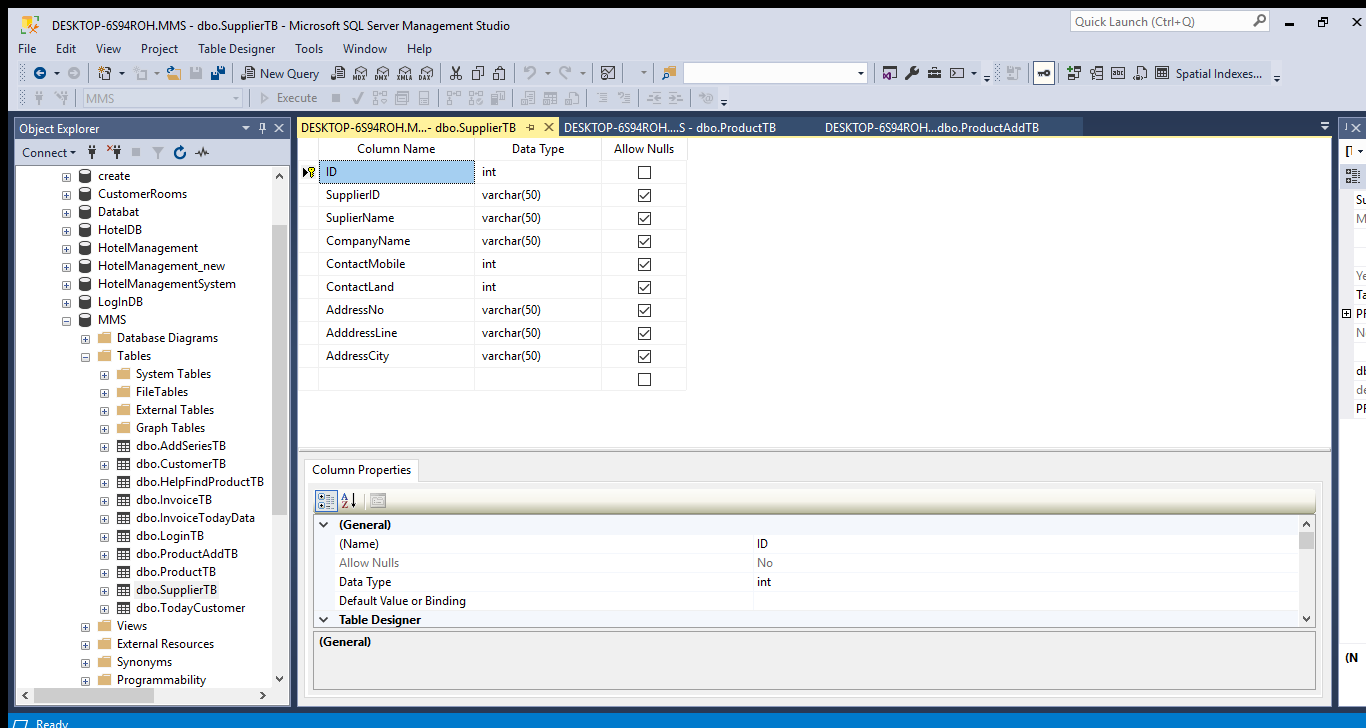 DESKTOP-6S94ROH.MMS - dbo.SupplierTB - Microsoft SQL Server Management Studio
Quick Launch (Ctrl+Q)
File Edit View Project Table Designer Tools Window Help
New Query MDX DMX XMLA DAX Spatial Indexes...
MMS Execute
Object Explorer
Connect
create
CustomerRooms
Databat
HotelDB
HotelManagement
HotelManagement_new
HotelManagementSystem
LogInDB
MMS
Database Diagrams
Tables
System Tables
FileTables
External Tables
Graph Tables
dbo.AddSeriesTB
dbo.CustomerTB
dbo.HelpFindProductTB
dbo.InvoiceTB
dbo.InvoiceTodayData
dbo.LoginTB
dbo.ProductAddTB
dbo.ProductTB
dbo.SupplierTB
dbo.TodayCustomer
Views
External Resources
Synonyms
Programmability
DESKTOP-6S94ROH.M...- dbo.SupplierTB DESKTOP-6S94ROH....S - dbo.ProductTB DESKTOP-6S94ROH...dbo.ProductAddTB
Column Name Data Type Allow Nulls
ID int
SupplierID varchar(50)
SuplierName varchar(50)
CompanyName varchar(50)
ContactMobile int
ContactLand int
AddressNo varchar(50)
AdddressLine varchar(50)
AddressCity varchar(50)
Column Properties
(General)
(Name) ID
Allow Nulls No
Data Type int
Default Value or Binding
Table Designer
(General)
Ready